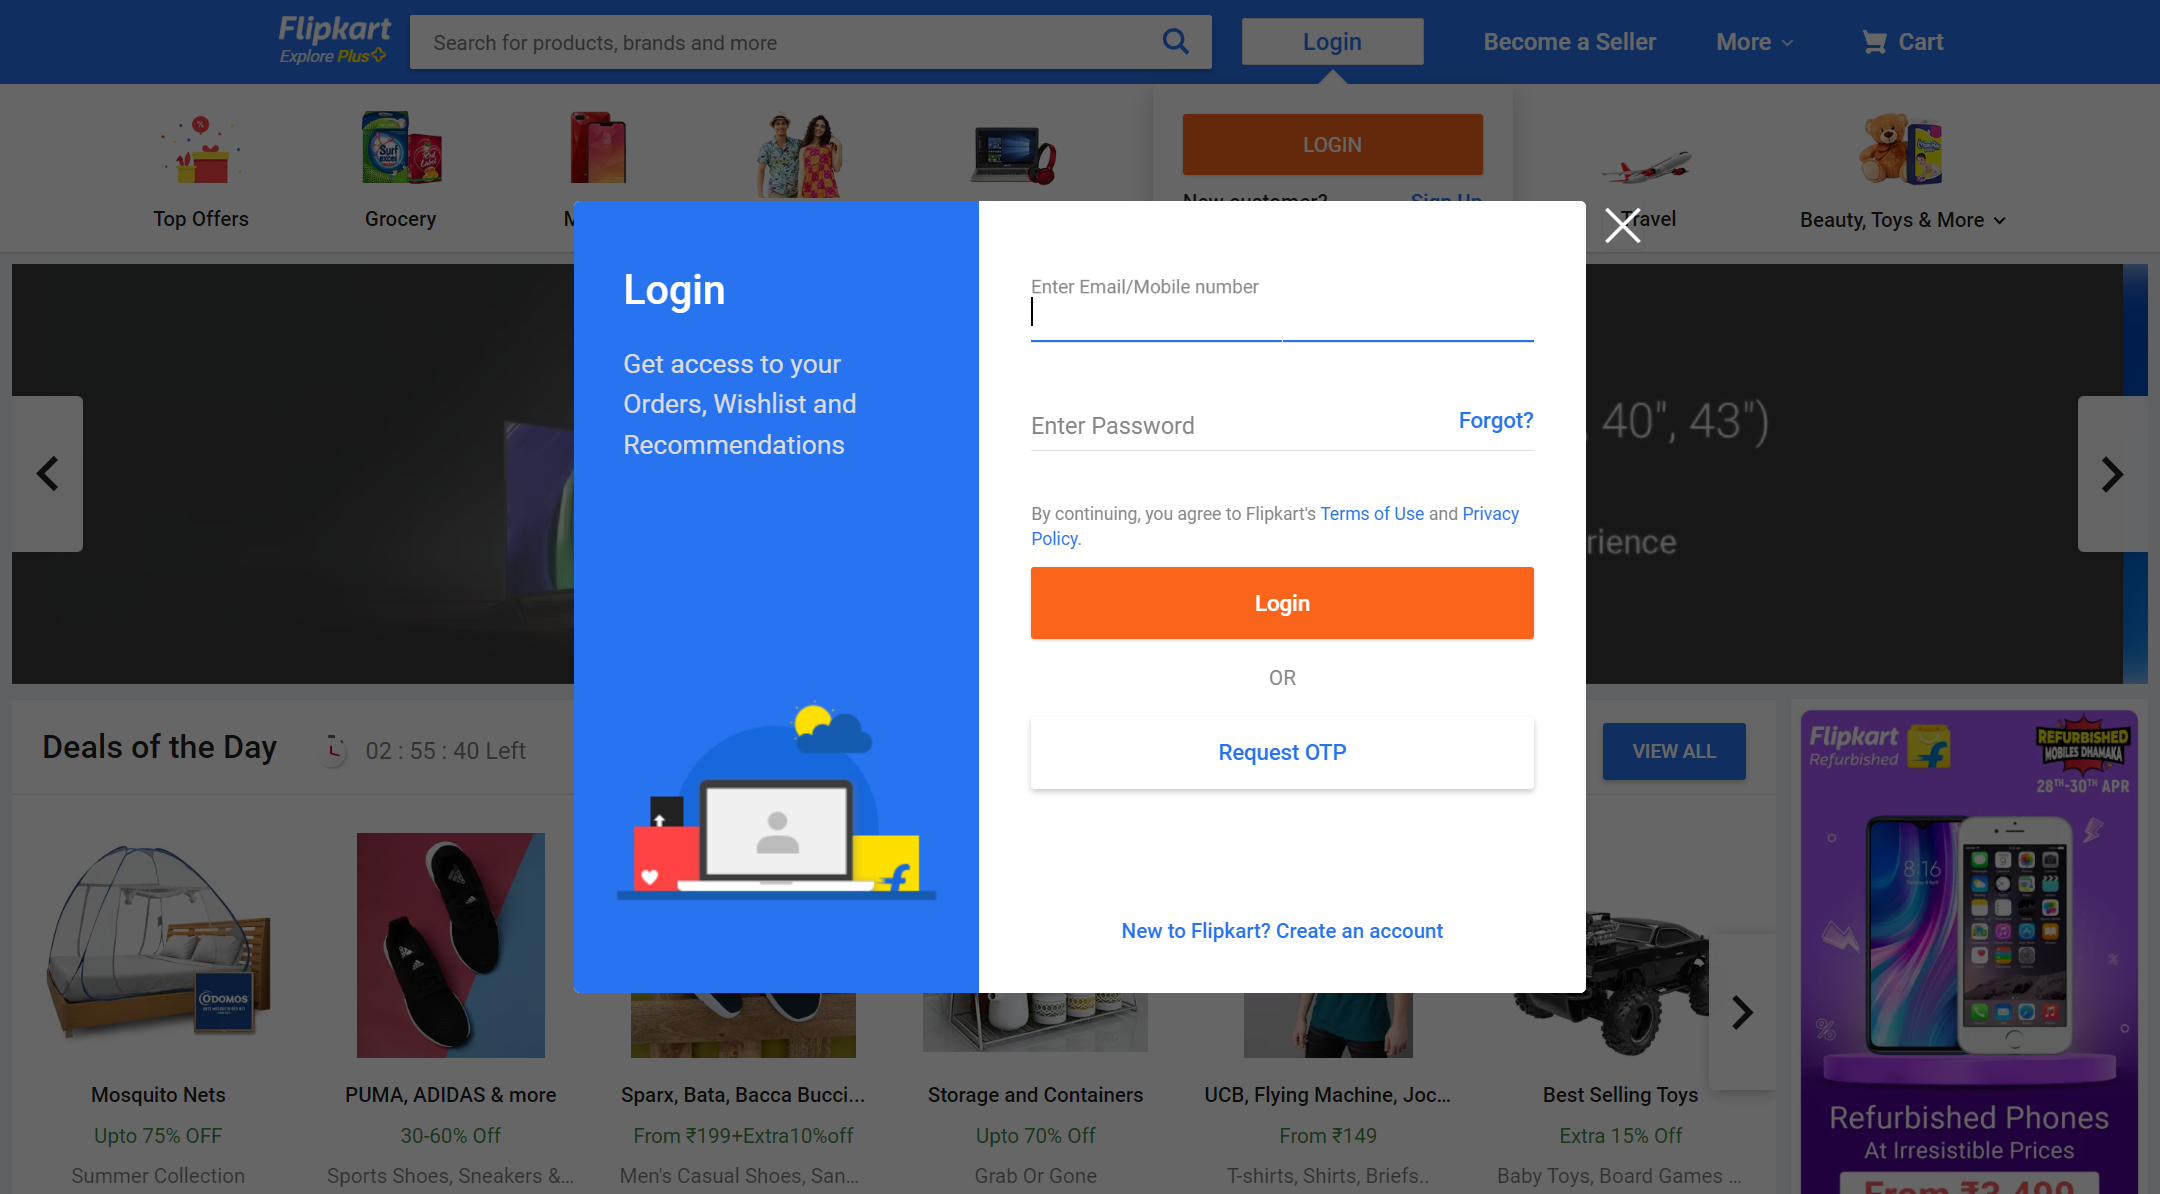 Flipkart
Explore Plus
Search for products, brands and more
Login
Become a Seller
More
Cart
LOGIN
New customer?
Sign Up
Top Offers
Grocery
Travel
Beauty, Toys & More
Login
Get access to your
Orders, Wishlist and
Recommendations
Enter Email/Mobile number
Enter Password
Forgot?
By continuing, you agree to Flipkart's Terms of Use and Privacy
Policy.
Login
OR
Request OTP
New to Flipkart? Create an account
40", 43")
Deals of the Day
02 : 55 : 40 Left
VIEW ALL
Mosquito Nets
Upto 75% OFF
Summer Collection
PUMA, ADIDAS & more
30-60% Off
Sports Shoes, Sneakers &...
Sparx, Bata, Bacca Bucci...
From ₹199+Extra10%off
Men's Casual Shoes, San...
Storage and Containers
Upto 70% Off
Grab Or Gone
UCB, Flying Machine, Joc...
From ₹149
T-shirts, Shirts, Briefs..
Best Selling Toys
Extra 15% Off
Baby Toys, Board Games ...
Flipkart
Refurbished
REFURBISHED
MOBILES DHAMAKA
28TH-30TH APR
8:16
Refurbished Phones
At Irresistible Prices
From ₹3,499
Surf
excel
ODOMOS